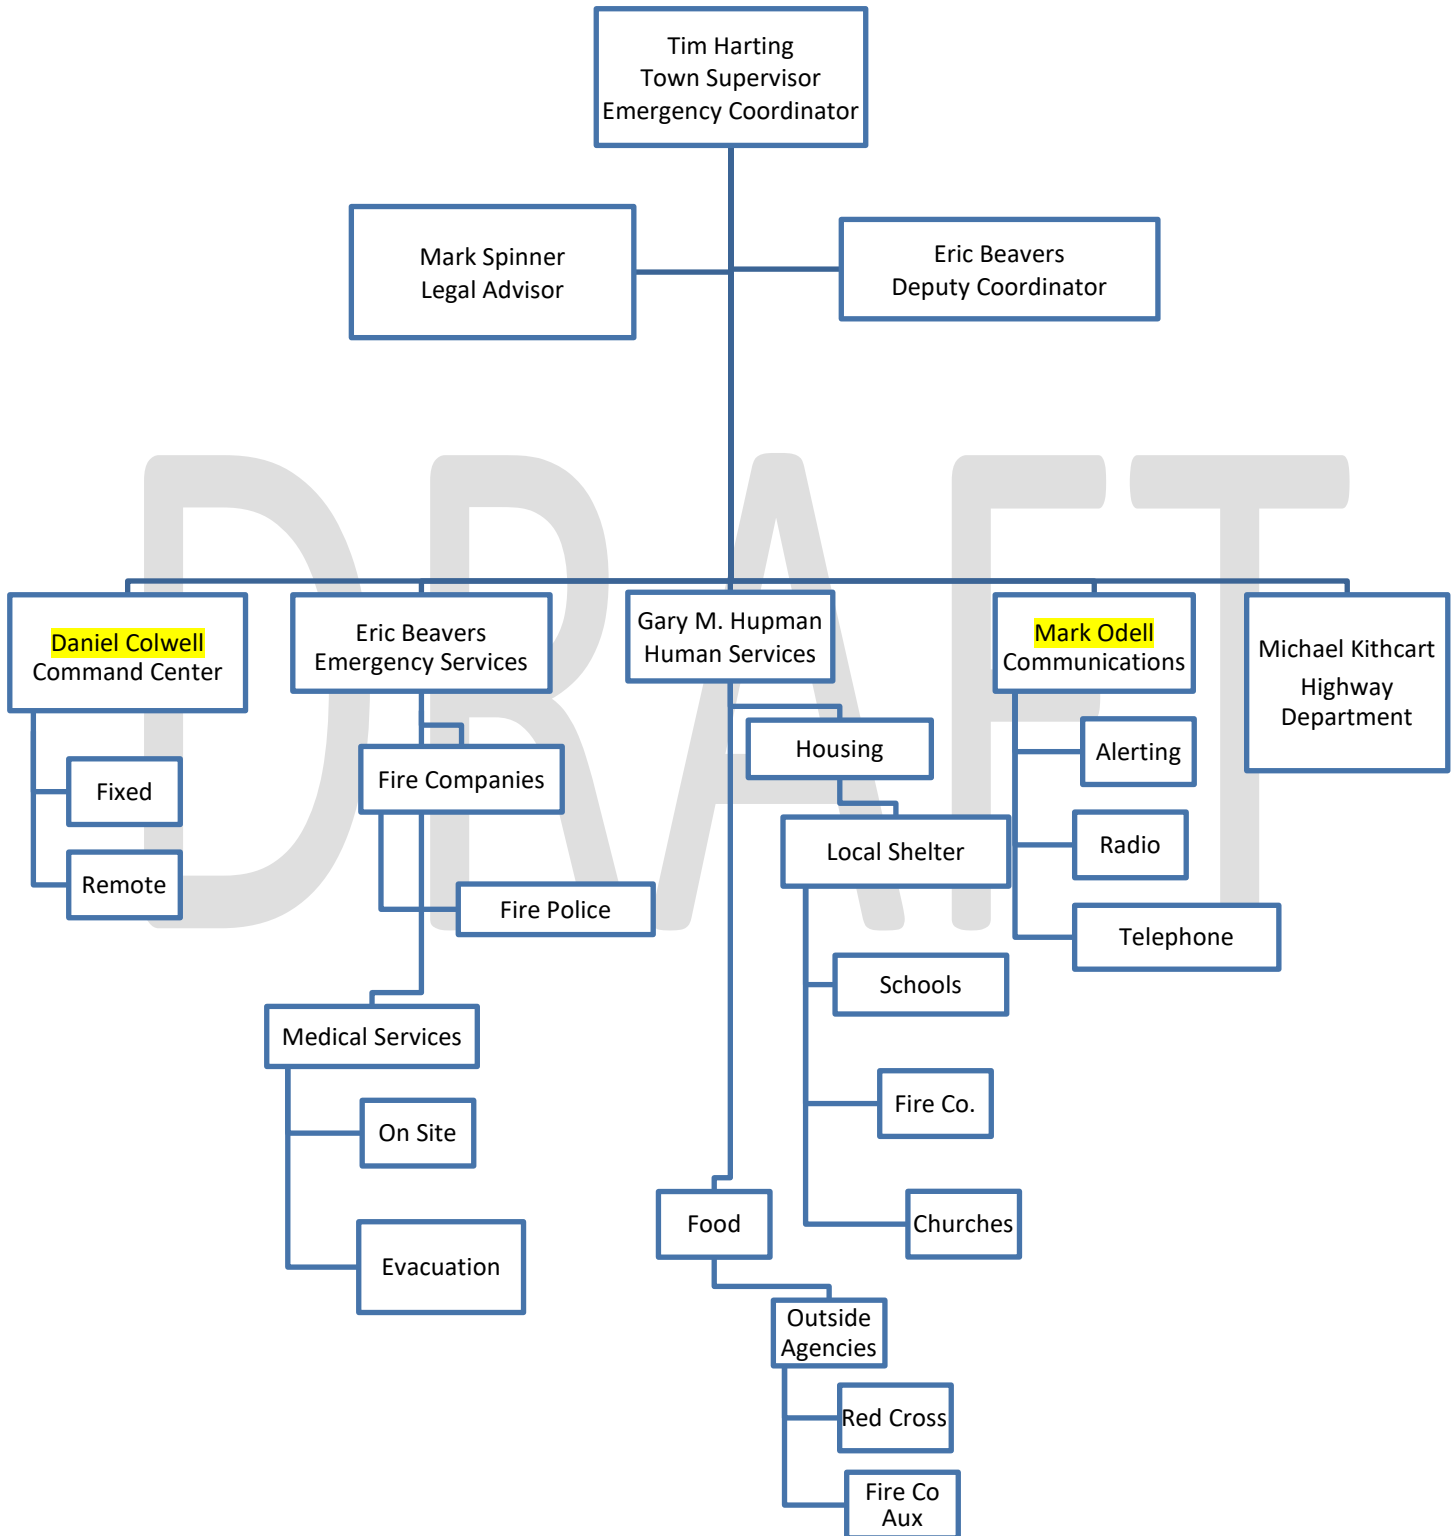 Tim Harting
Town Supervisor
Emergency Coordinator
Mark Spinner
Legal Advisor
Eric Beavers
Deputy Coordinator
DRAFT
Daniel Colwell
Command Center
Eric Beavers
Emergency Services
Gary M. Hupman
Human Services
Mark Odell
Communications
Michael Kithcart
Highway
Department
Fixed
Remote
Fire Companies
Fire Police
Medical Services
On Site
Evacuation
Housing
Local Shelter
Schools
Fire Co.
Churches
Food
Outside
Agencies
Red Cross
Fire Co
Aux
Alerting
Radio
Telephone